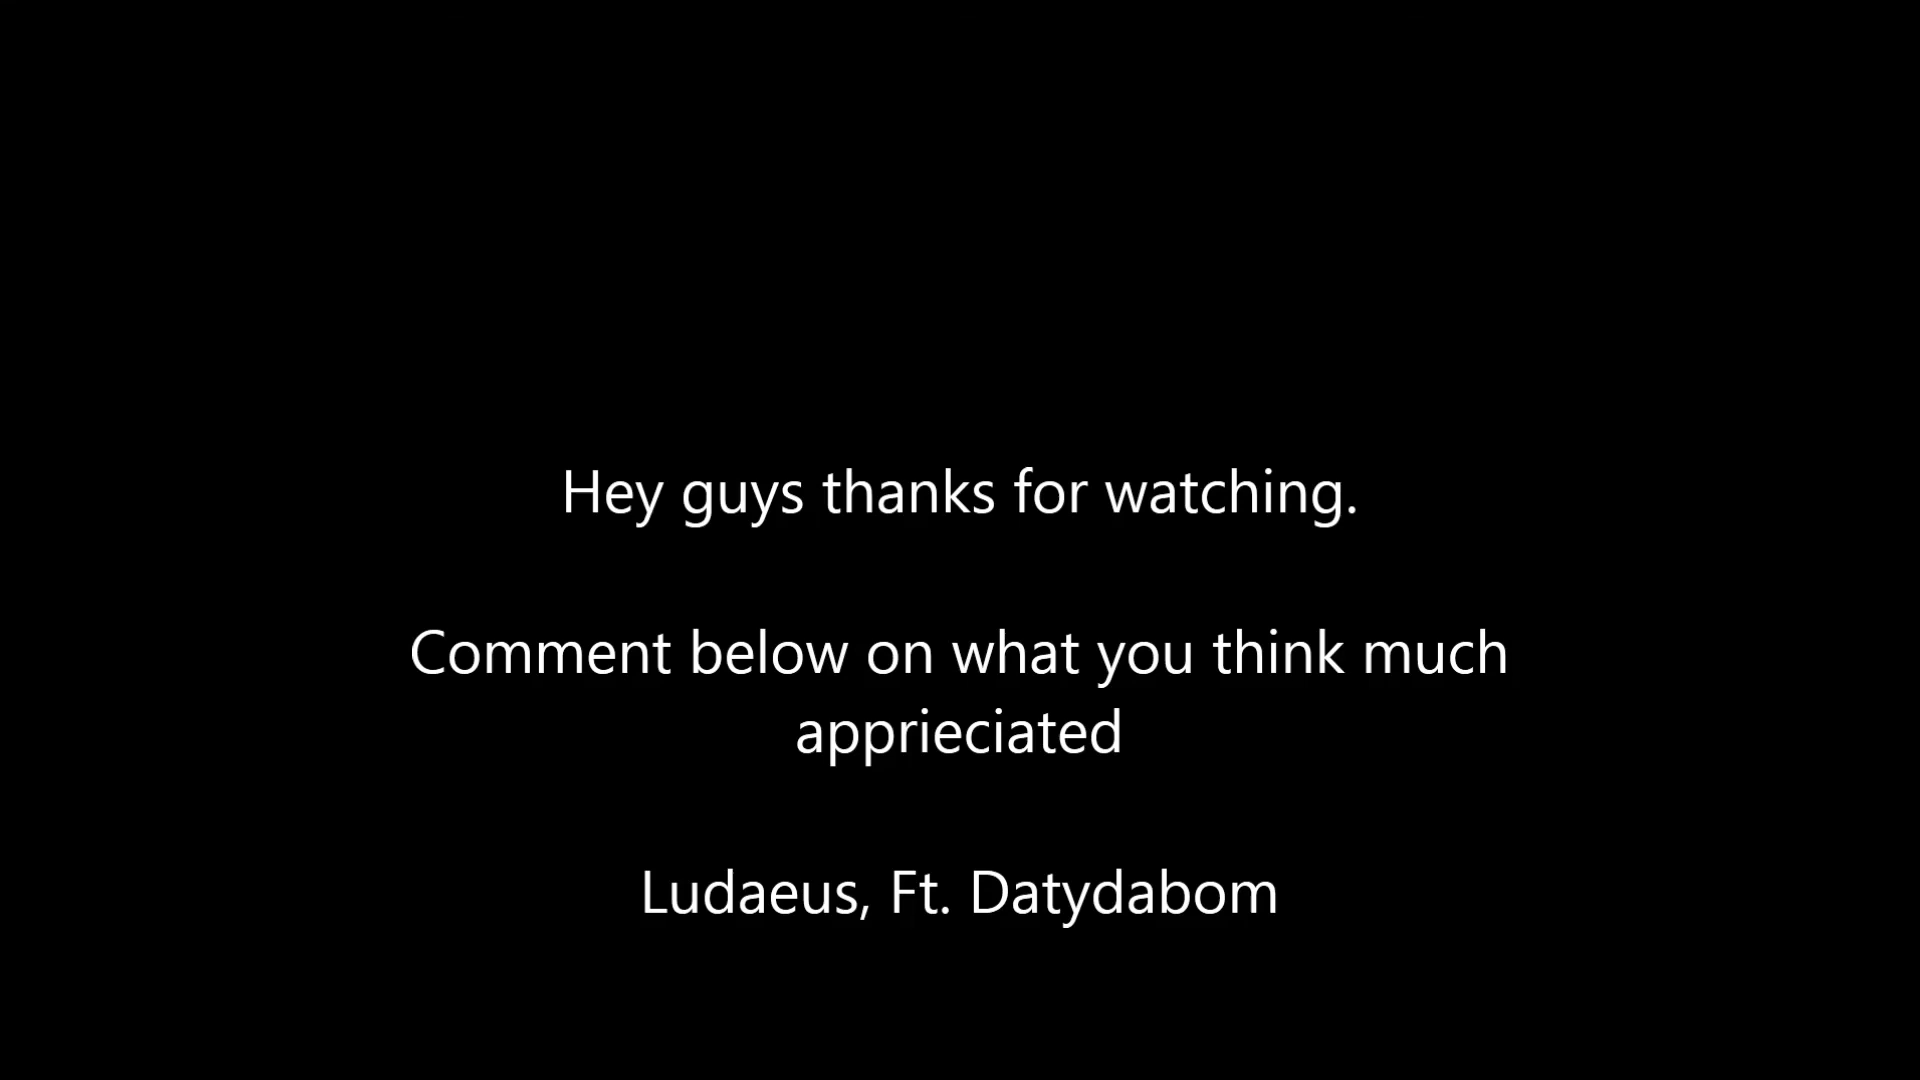 Hey guys thanks for watching.
Comment below on what you think much
apprieciated
Ludaeus, Ft. Datydabom